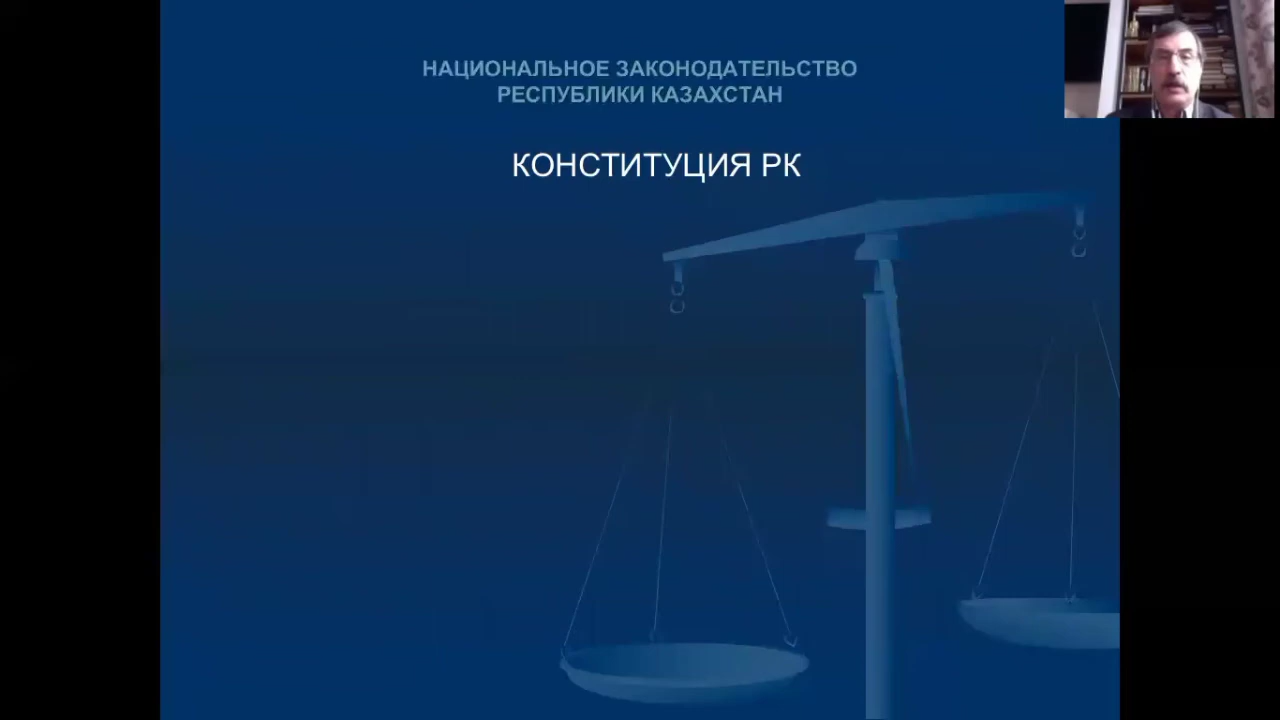 НАЦИОНАЛЬНОЕ ЗАКОНОДАТЕЛЬСТВО
РЕСПУБЛИКИ КАЗАХСТАН
КОНСТИТУЦИЯ РК